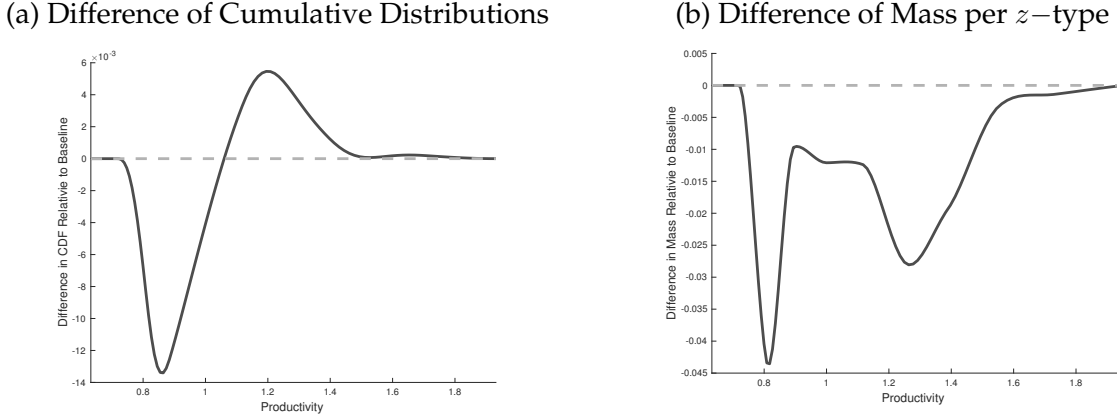 (a) Difference of Cumulative Distributions
×10⁻³
6
4
2
0
-2
-4
-6
-8
-10
-12
-14
Difference in CDF Relativie to Baseline
0.8 1 1.2 1.4 1.6 1.8
Productivity
(b) Difference of Mass per z−type
0.005
0
-0.005
-0.01
-0.015
-0.02
-0.025
-0.03
-0.035
-0.04
-0.045
Difference in Mass Relative to Baseline
0.8 1 1.2 1.4 1.6 1.8
Productivity